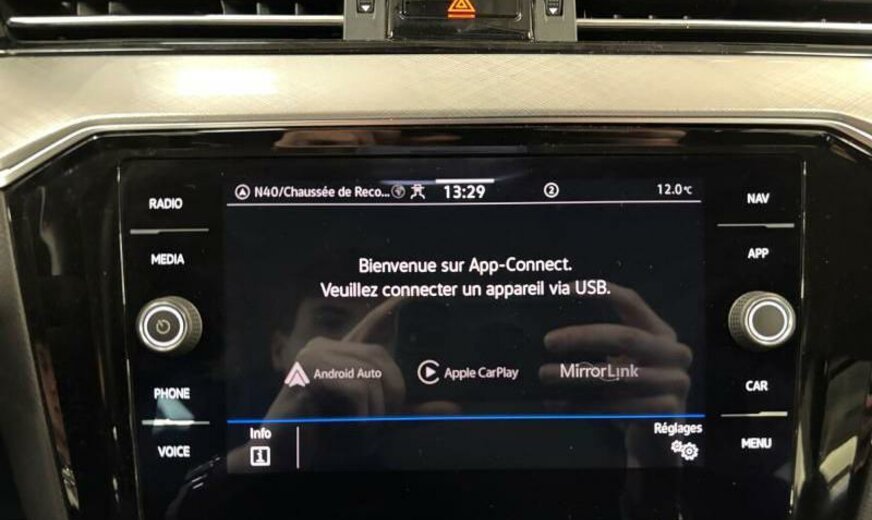 RADIO
MEDIA
PHONE
VOICE
N40/Chaussée de Reco... 13:29 2 12.0°C
Bienvenue sur App-Connect.
Veuillez connecter un appareil via USB.
Android Auto Apple CarPlay MirrorLink
Info Réglages
NAV
APP
CAR
MENU